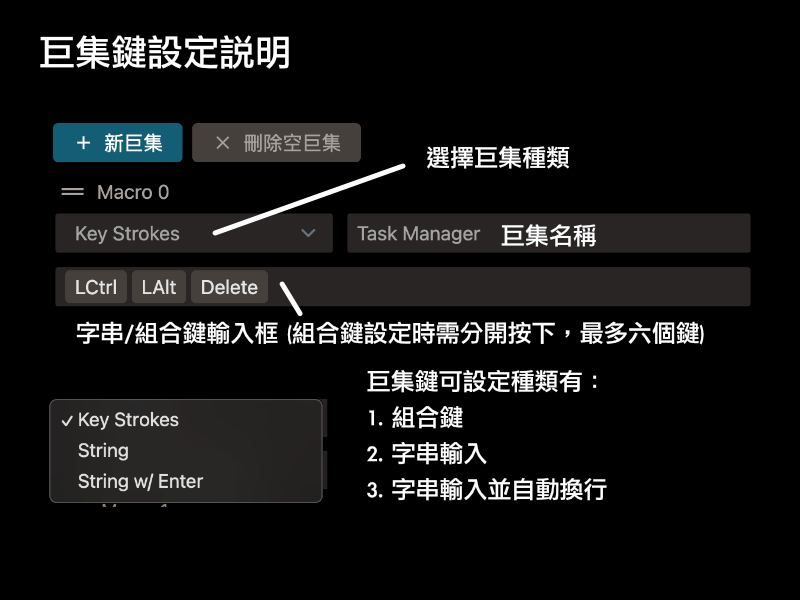 巨集鍵設定説明
+ 新巨集
× 刪除空巨集
選擇巨集種類
Macro 0
Key Strokes
Task Manager 巨集名稱
LCtrl LAlt Delete
字串/組合鍵輸入框 (組合鍵設定時需分開按下，最多六個鍵)
巨集鍵可設定種類有：
1. 組合鍵
2. 字串輸入
3. 字串輸入並自動換行
✓ Key Strokes
String
String w/ Enter